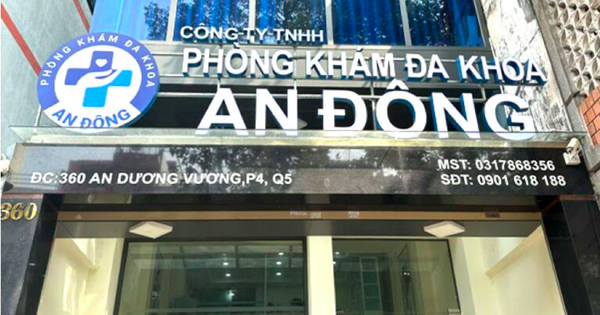 PHÒNG KHÁM ĐA KHOA
AN ĐÔNG
CÔNG TY TNHH
PHÒNG KHÁM ĐA KHOA
AN ĐÔNG
ĐC:360 AN DƯƠNG VƯƠNG,P4, Q5
MST: 0317868356
SĐT: 0901 618 188
360